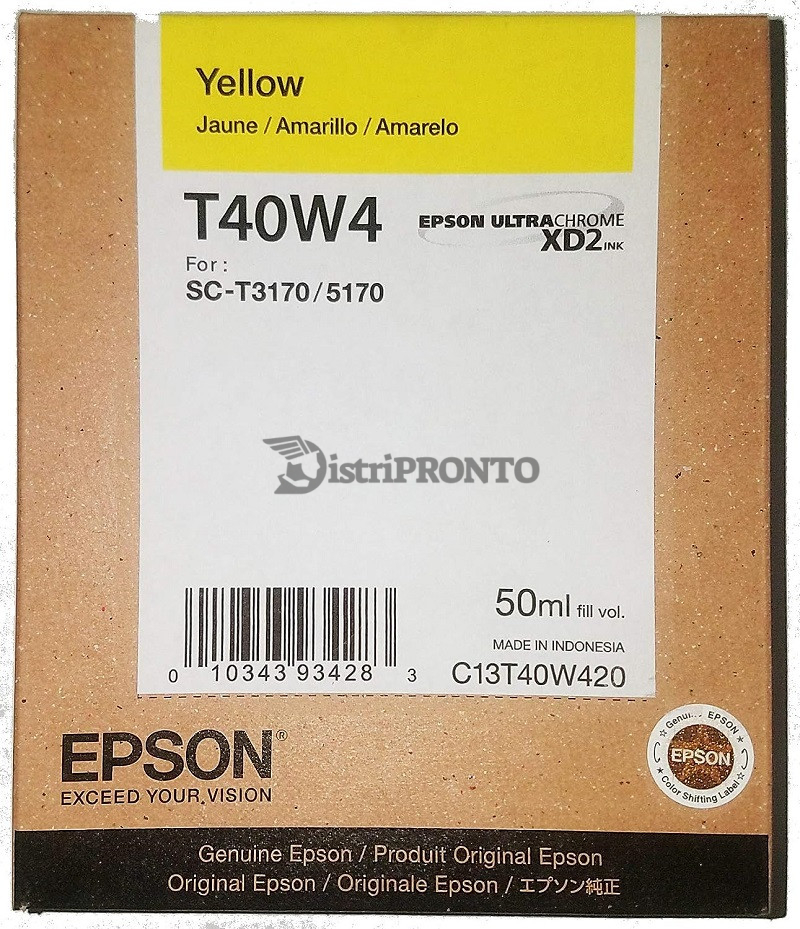 Yellow
Jaune / Amarillo / Amarelo
T40W4
EPSON ULTRACHROME
XD2 INK
For :
SC-T3170 / 5170
DistriPRONTO
50ml fill vol.
MADE IN INDONESIA
0 10343 93428 3
C13T40W420
EPSON®
EXCEED YOUR VISION
Genui... EPSON
EPSON
Color Shifting Label
Genuine Epson / Produit Original Epson
Original Epson / Originale Epson / エプソン純正